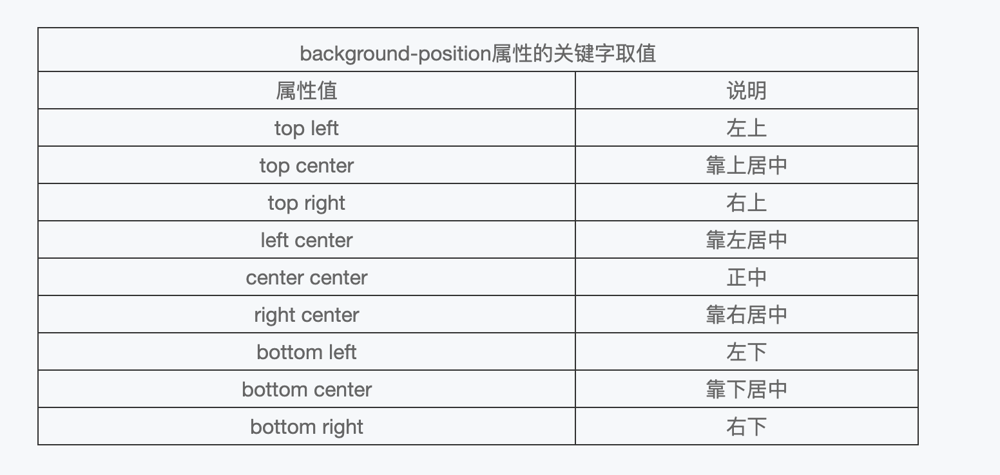 background-position属性的关键字取值
属性值 说明
top left 左上
top center 靠上居中
top right 右上
left center 靠左居中
center center 正中
right center 靠右居中
bottom left 左下
bottom center 靠下居中
bottom right 右下